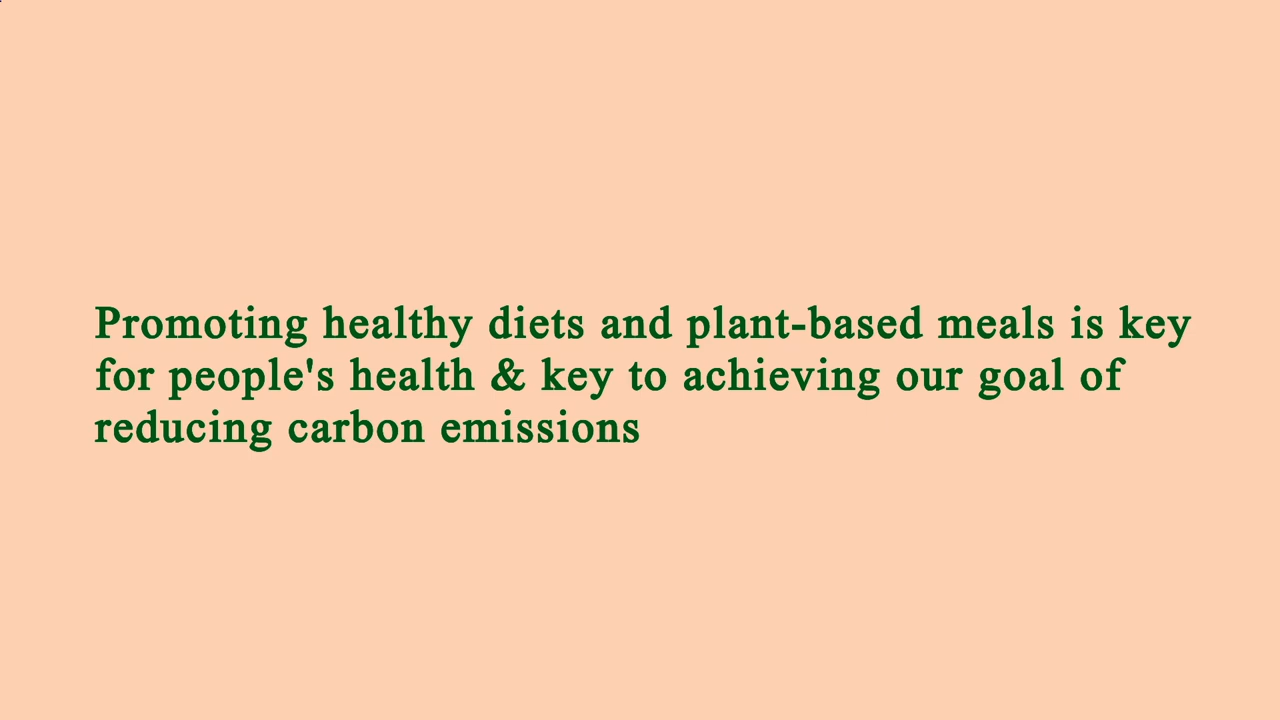 Promoting healthy diets and plant-based meals is key
for people's health & key to achieving our goal of
reducing carbon emissions